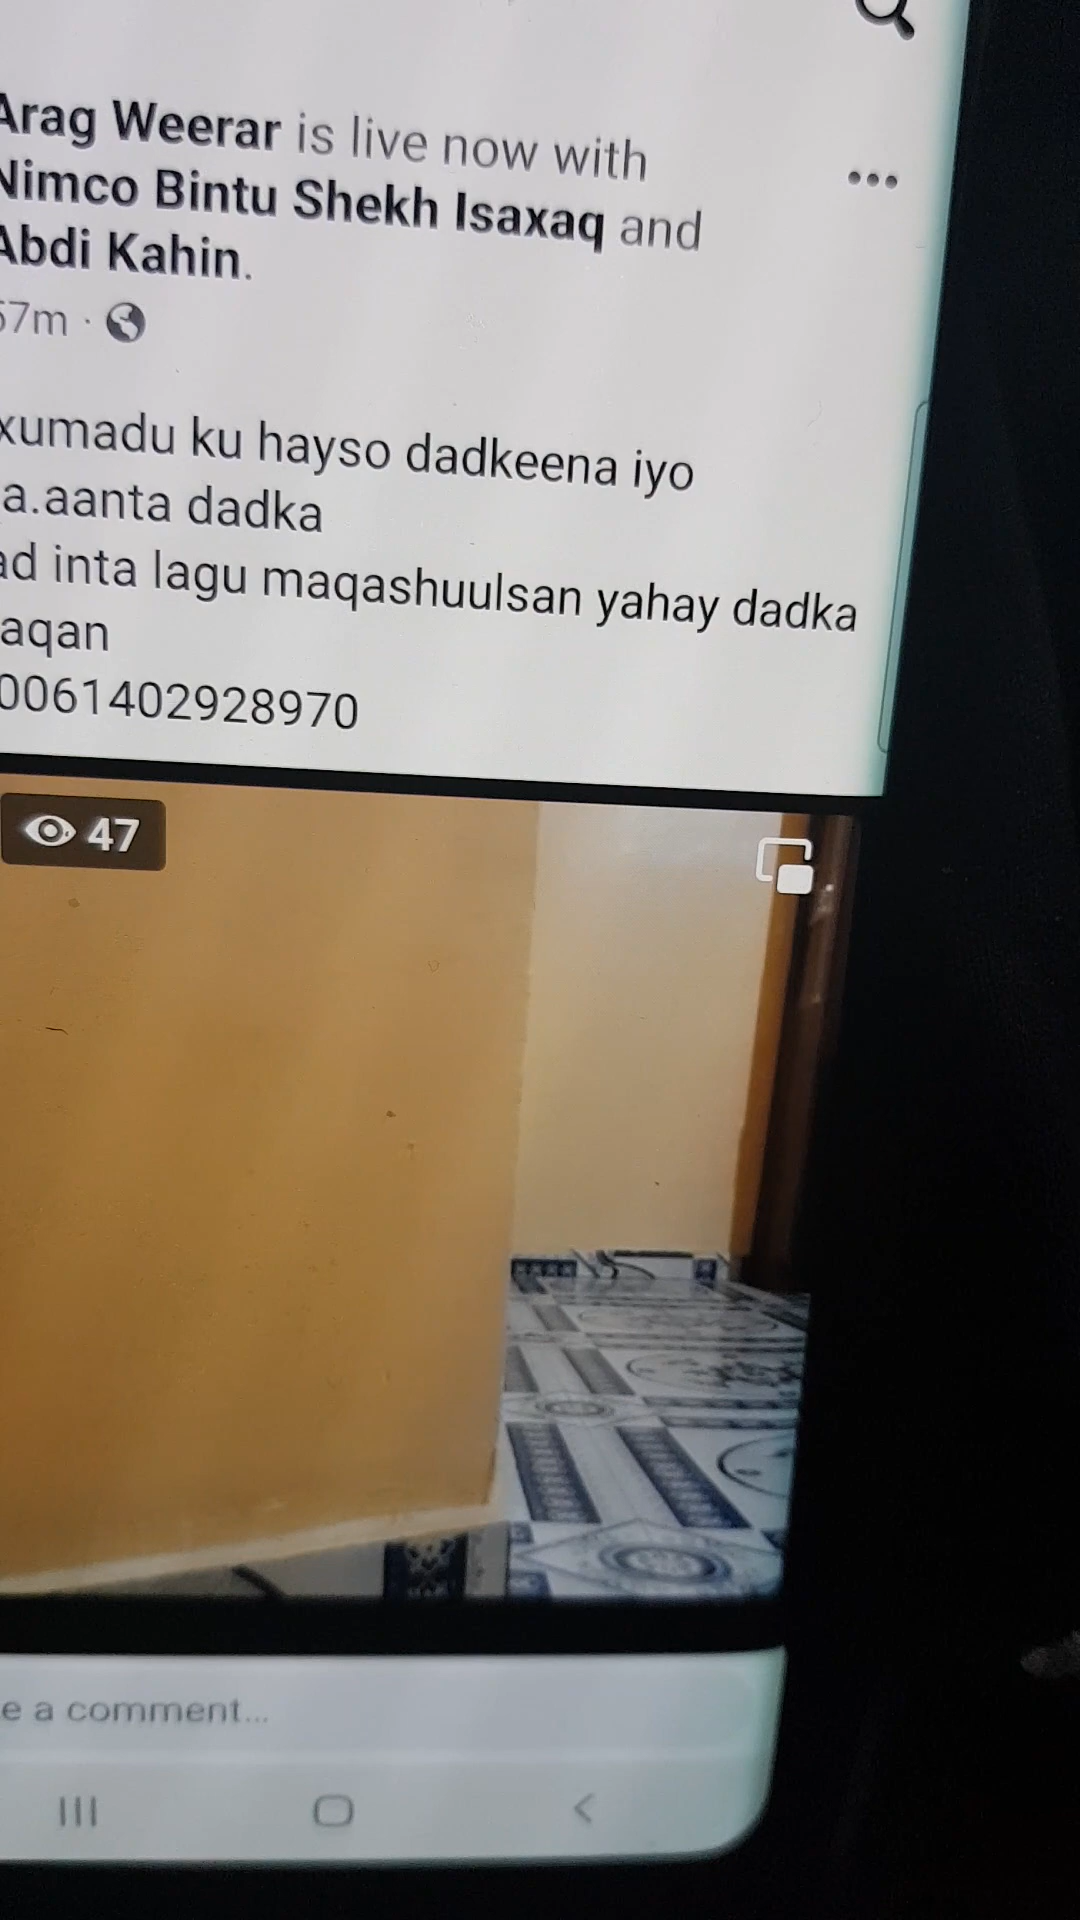 Arag Weerar is live now with
Nimco Bintu Shekh Isaxaq and
Abdi Kahin.
57m ·
xumadu ku hayso dadkeena iyo
a.aanta dadka
ad inta lagu maqashuulsan yahay dadka
aqan
0061402928970
47
e a comment...